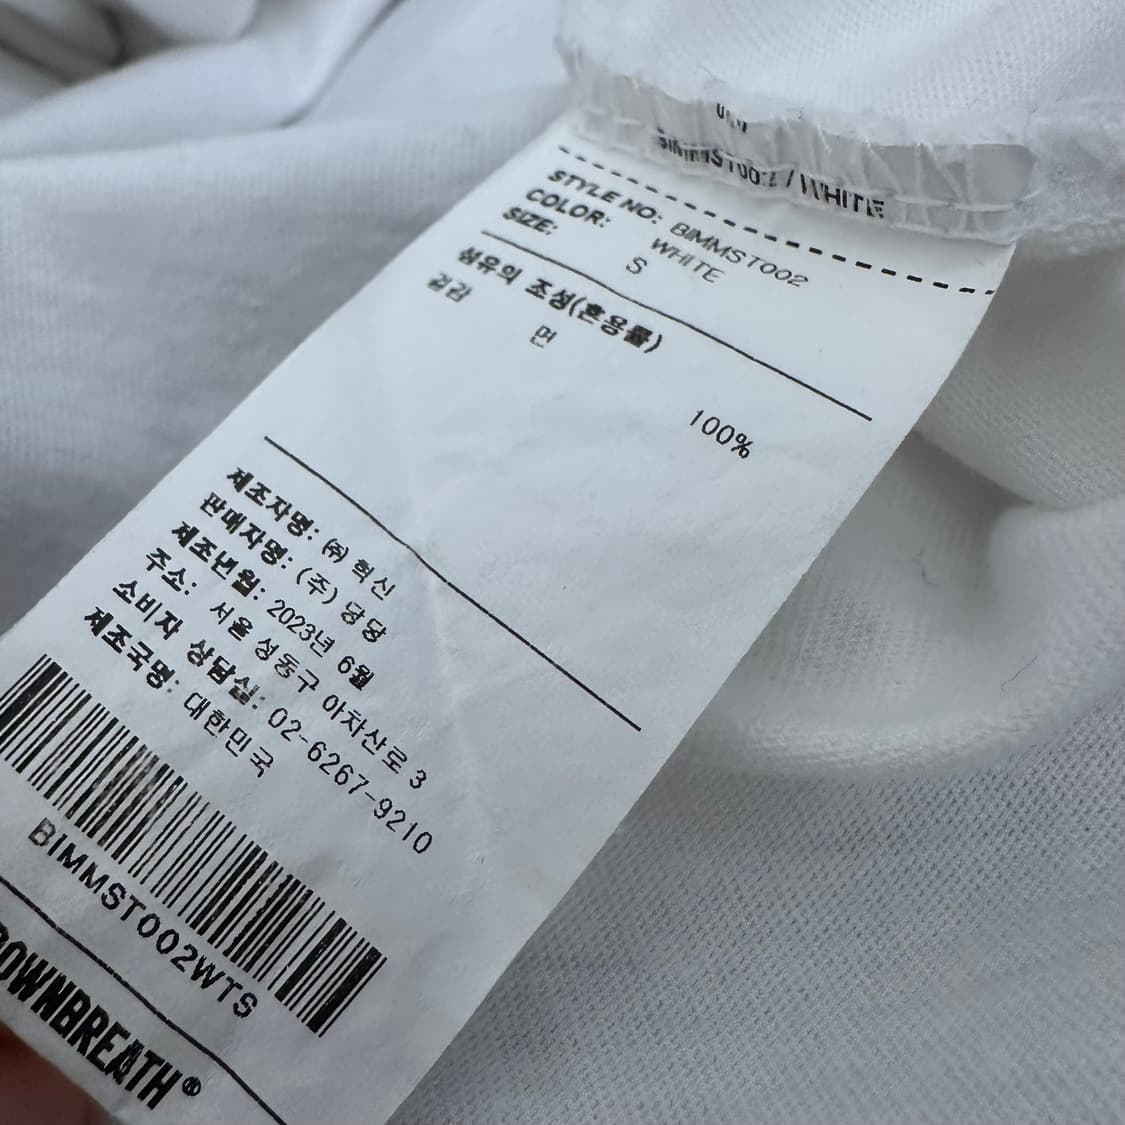 / WHITE
STYLE NO: BIMMST002
COLOR: WHITE
SIZE: S
섬유의 조성(혼용률)
겉감 면 100%
제조자명: ㈜ 혁신
판매자명: (주) 당당
제조년월: 2023년 6월
주소: 서울 성동구 아차산로 3
소비자 상담실: 02-6267-9210
제조국명: 대한민국
BIMMST002WTS
OWNBREATH®